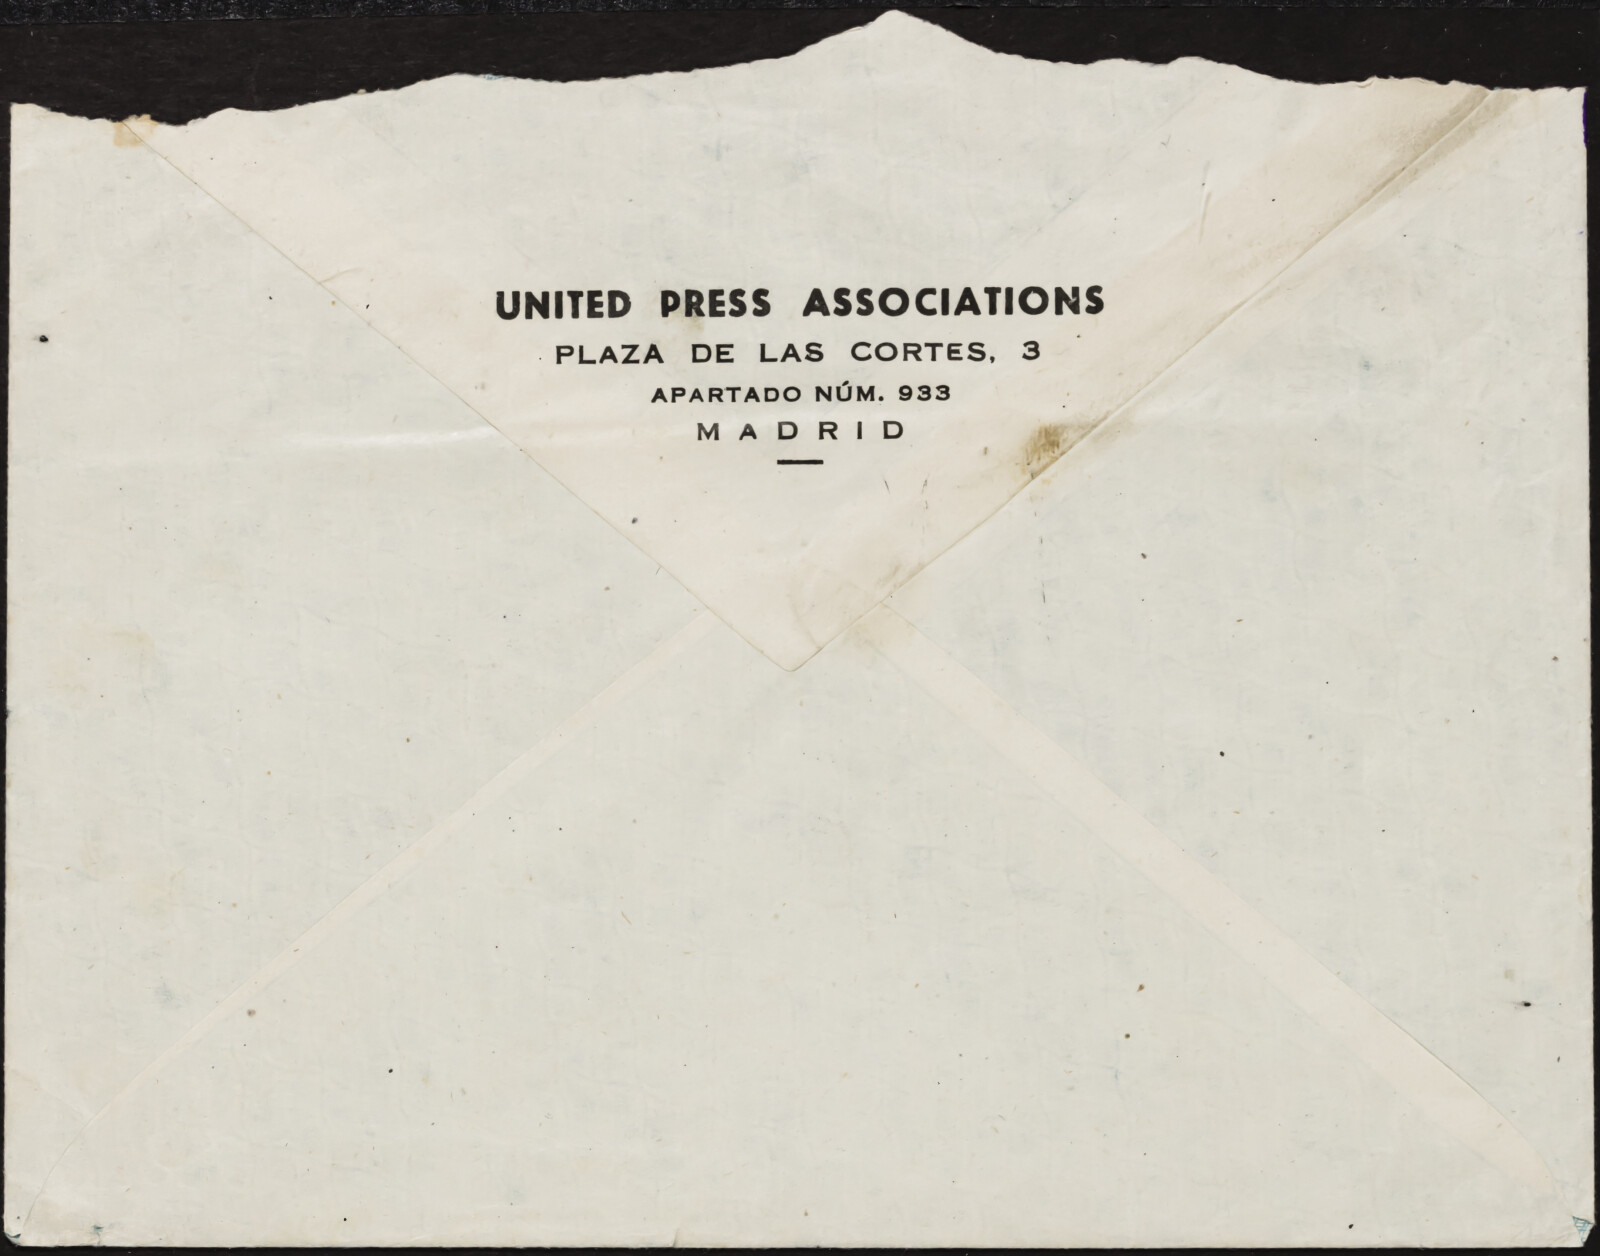 UNITED PRESS ASSOCIATIONS
PLAZA DE LAS CORTES, 3
APARTADO NÚM. 933
MADRID